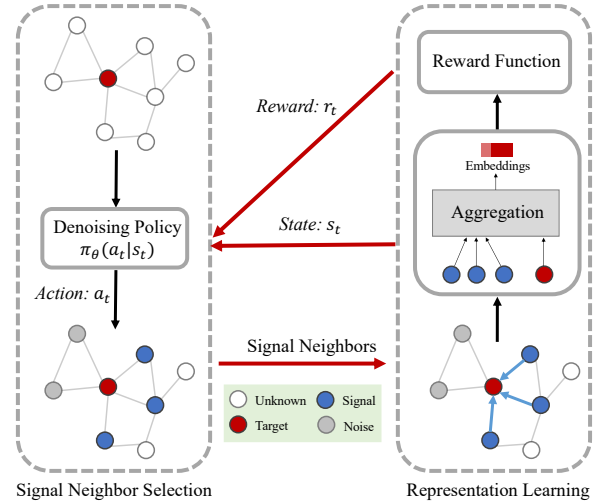 Reward Function
Reward: r_t
Embeddings
Aggregation
Denoising Policy
π_θ(a_t|s_t)
State: s_t
Action: a_t
Signal Neighbors
Unknown
Signal
Target
Noise
Signal Neighbor Selection
Representation Learning